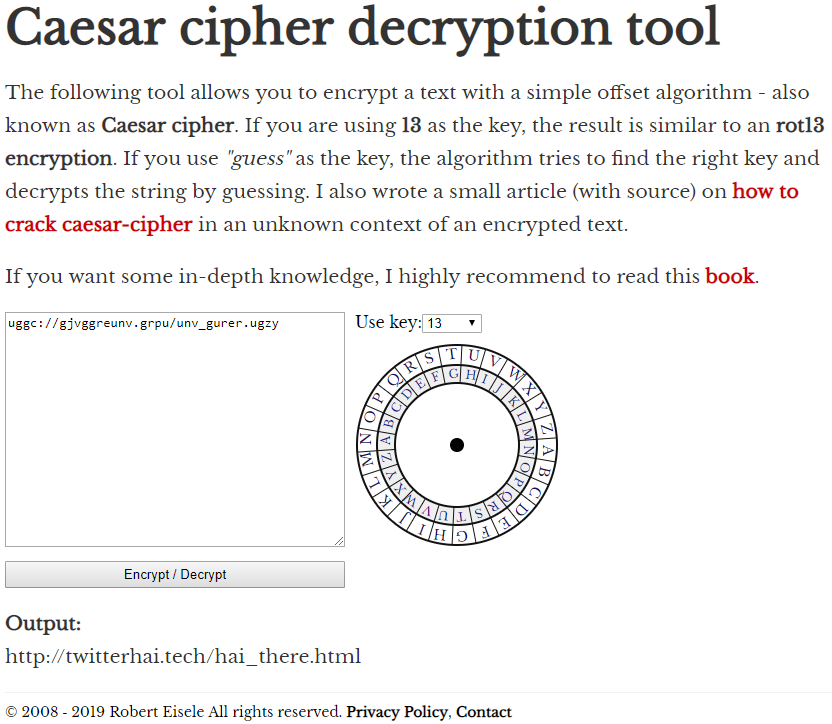 Caesar cipher decryption tool
The following tool allows you to encrypt a text with a simple offset algorithm - also
known as Caesar cipher. If you are using 13 as the key, the result is similar to an rot13
encryption. If you use "guess" as the key, the algorithm tries to find the right key and
decrypts the string by guessing. I also wrote a small article (with source) on how to
crack caesar-cipher in an unknown context of an encrypted text.
If you want some in-depth knowledge, I highly recommend to read this book.
uggc://gjvggreunv.grpu/unv_gurer.ugzy
Use key: 13
A B C D E F G H I J K L M N O P Q R S T U V W X Y Z
A B C D E F G H I J K L M N O P Q R S T U V W X Y Z
Encrypt / Decrypt
Output:
http://twitterhai.tech/hai_there.html
© 2008 - 2019 Robert Eisele All rights reserved. Privacy Policy, Contact